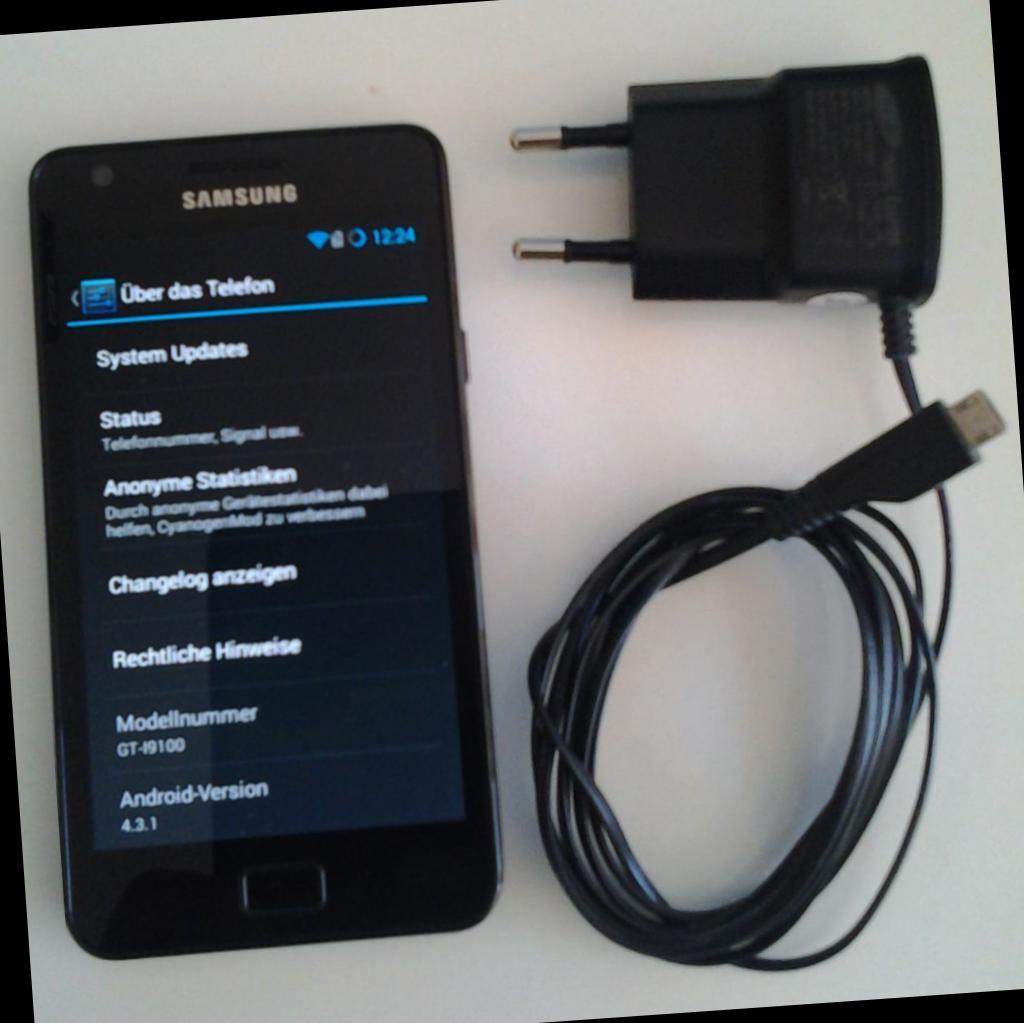 SAMSUNG
12:24
Über das Telefon
System Updates
Status
Telefonnummer, Signal usw.
Anonyme Statistiken
Durch anonyme Gerätestatistiken dabei
helfen, CyanogenMod zu verbessern
Changelog anzeigen
Rechtliche Hinweise
Modellnummer
GT-I9100
Android-Version
4.3.1